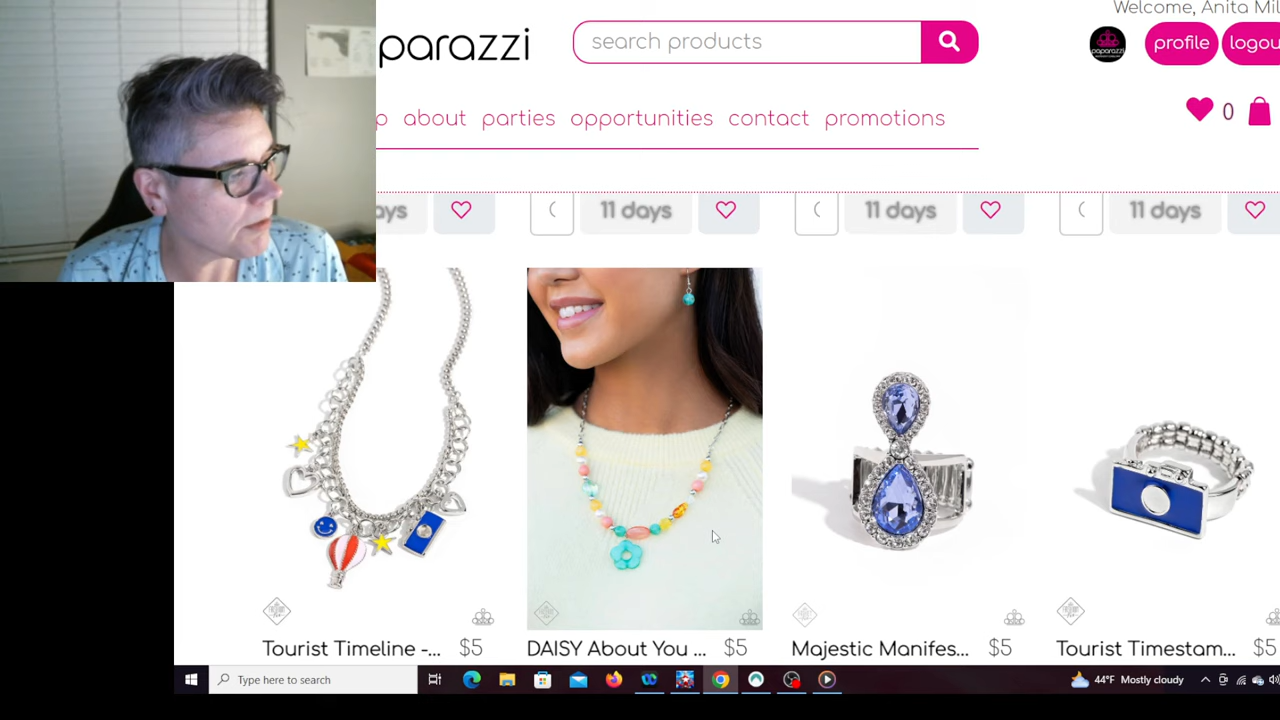 Welcome, Anita Mil
parazzi
search products
profile
logou
p about parties opportunities contact promotions
0
ays
11 days
11 days
11 days
Tourist Timeline -... $5
DAISY About You ... $5
Majestic Manifes... $5
Tourist Timestam... $5
Type here to search
44°F Mostly cloudy